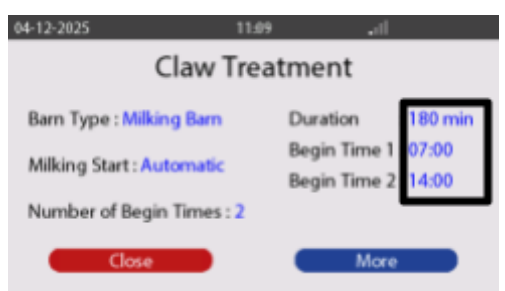 04-12-2025 11:09
Claw Treatment
Barn Type : Milking Barn
Milking Start : Automatic
Number of Begin Times : 2
Duration 180 min
Begin Time 1 07:00
Begin Time 2 14:00
Close More